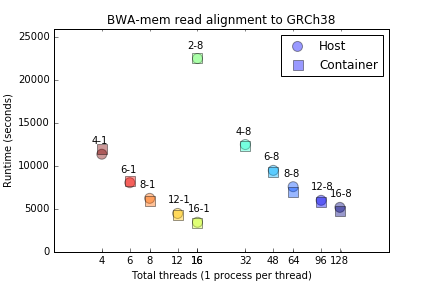 BWA-mem read alignment to GRCh38
Runtime (seconds)
25000
20000
15000
10000
5000
0
Host
Container
2-8
4-1
6-1
8-1
12-1
16-1
4-8
6-8
8-8
12-8
16-8
4 6 8 12 16 32 48 64 96 128
Total threads (1 process per thread)